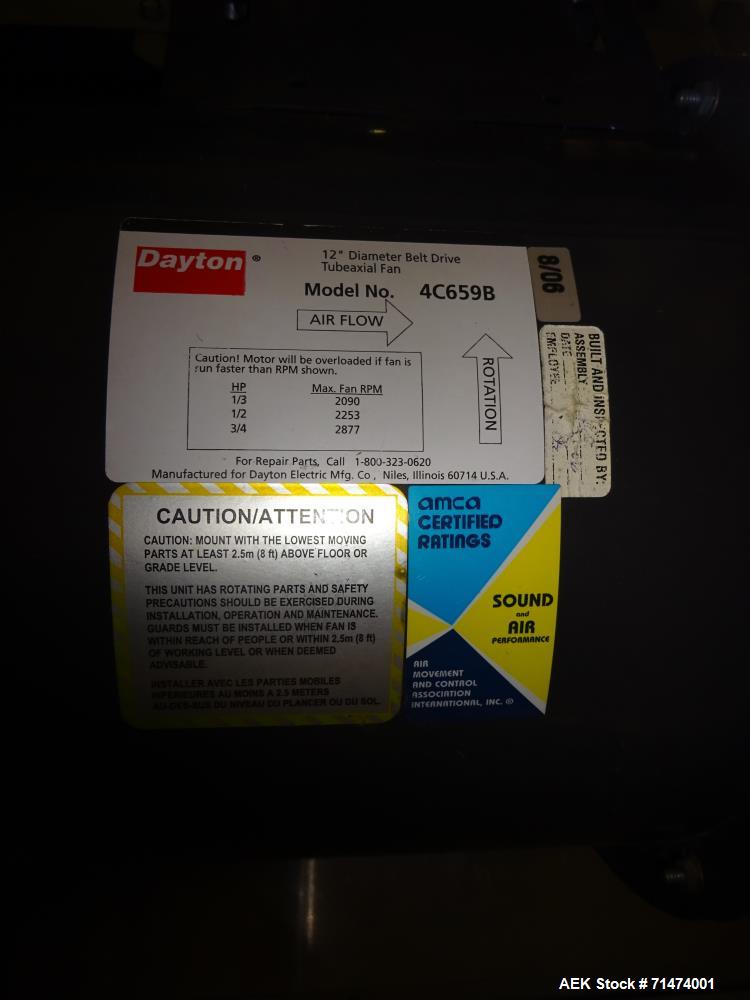 Dayton ®
12" Diameter Belt Drive
Tubeaxial Fan
Model No. 4C659B
AIR FLOW
ROTATION
Caution! Motor will be overloaded if fan is
run faster than RPM shown.
HP Max. Fan RPM
1/3 2090
1/2 2253
3/4 2877
For Repair Parts, Call 1-800-323-0620
Manufactured for Dayton Electric Mfg. Co., Niles, Illinois 60714 U.S.A.
8/06
BUILT AND INSPECTED BY:
ASSEMBLY
DATE
EMPLOYEE
CAUTION/ATTENTION
CAUTION: MOUNT WITH THE LOWEST MOVING
PARTS AT LEAST 2.5m (8 ft) ABOVE FLOOR OR
GRADE LEVEL.
THIS UNIT HAS ROTATING PARTS AND SAFETY
PRECAUTIONS SHOULD BE EXERCISED DURING
INSTALLATION, OPERATION AND MAINTENANCE.
GUARDS MUST BE INSTALLED WHEN FAN IS
WITHIN REACH OF PEOPLE OR WITHIN 2.5m (8 ft)
OF WORKING LEVEL OR WHEN DEEMED
ADVISABLE.
INSTALLER AVEC LES PARTIES MOBILES
INFERIEURES AU MOINS A 2.5 METERS
AU-DES-SUS DU NIVEAU DU PLANCER OU DU SOL.
amca
CERTIFIED
RATINGS
SOUND
and
AIR
PERFORMANCE
AIR
MOVEMENT
AND CONTROL
ASSOCIATION
INTERNATIONAL, INC. ®
AEK Stock #71474001